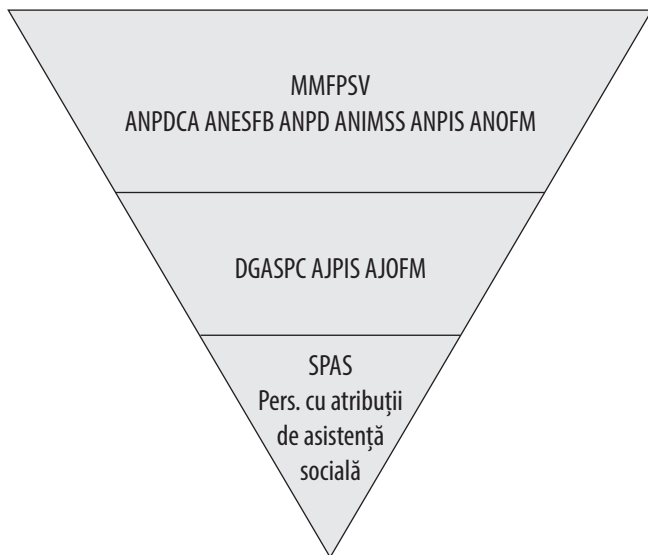 MMFPSV
ANPDCA ANESFB ANPD ANIMSS ANPIS ANOFM
DGASPC AJPIS AJOFM
SPAS
Pers. cu atribuții
de asistență
socială